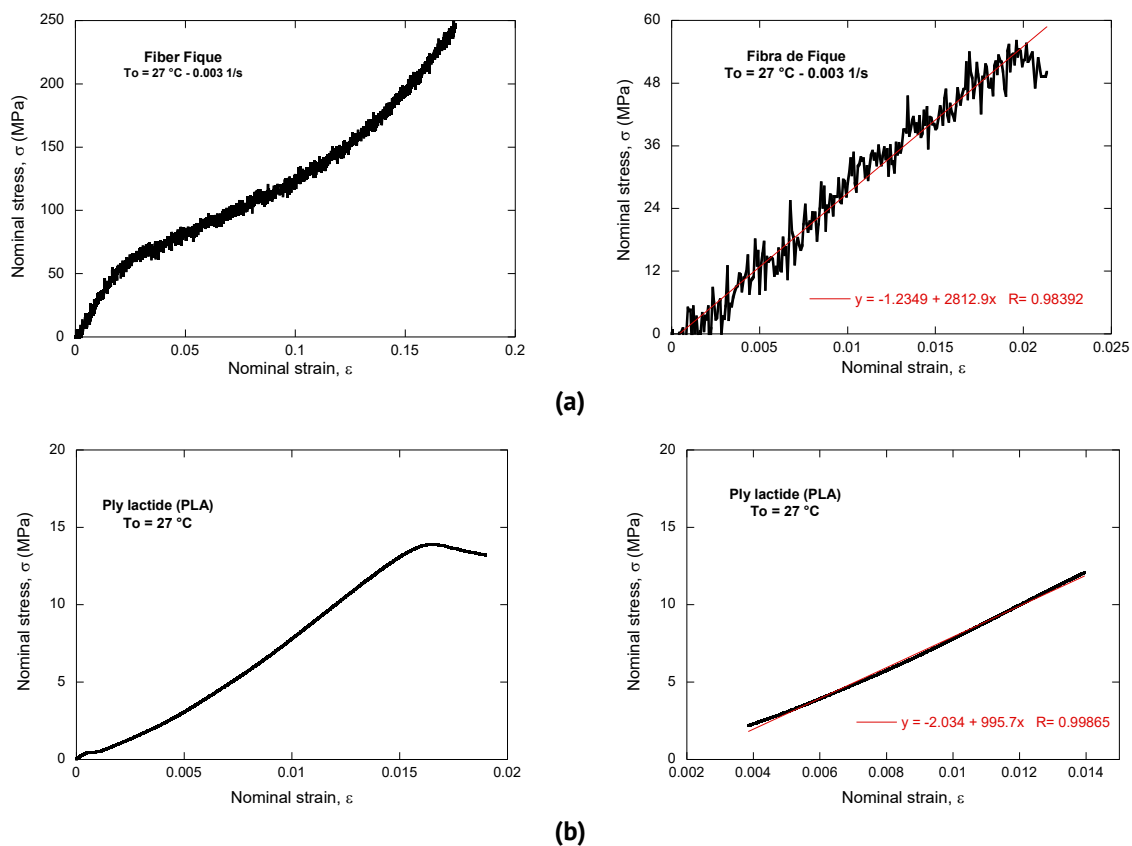 250
200
150
100
50
0
Nominal stress, σ (MPa)
Fiber Fique
To = 27 °C - 0.003 1/s
0 0.05 0.1 0.15 0.2
Nominal strain, ε
60
48
36
24
12
0
Nominal stress, σ (MPa)
Fibra de Fique
To = 27 °C - 0.003 1/s
y = -1.2349 + 2812.9x R= 0.98392
0 0.005 0.01 0.015 0.02 0.025
Nominal strain, ε
(a)
20
15
10
5
0
Nominal stress, σ (MPa)
Ply lactide (PLA)
To = 27 °C
0 0.005 0.01 0.015 0.02
Nominal strain, ε
20
15
10
5
0
Nominal stress, σ (MPa)
Ply lactide (PLA)
To = 27 °C
y = -2.034 + 995.7x R= 0.99865
0.002 0.004 0.006 0.008 0.01 0.012 0.014
Nominal strain, ε
(b)